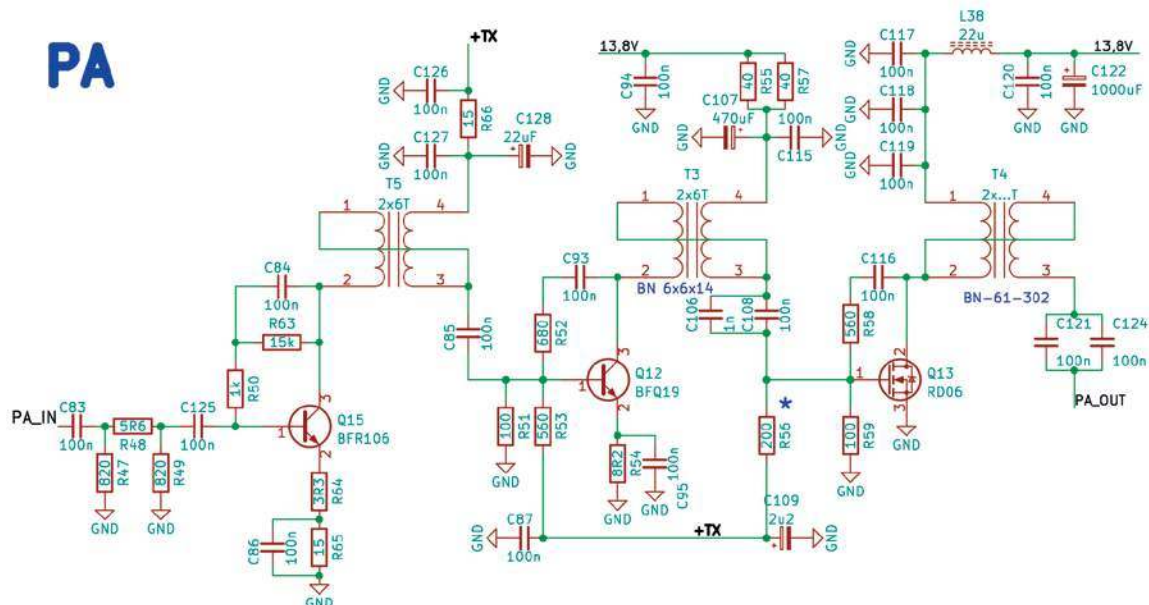 PA
+TX
C126
100n
GND
15
R66
C127
100n
GND
C128
22uF
GND
T5
2x6T
1
4
2
3
C84
100n
R63
15k
1k
R50
PA_IN
C83
100n
5R6
R48
C125
100n
820
R47
GND
820
R49
GND
1
3
2
Q15
BFR106
3R3
R64
C86
100n
15
R65
GND
C85
100n
13,8V
C94
100n
GND
40
R55
40
R57
C107
470uF
GND
100n
C115
GND
T3
2x6T
1
4
2
3
BN 6x6x14
C93
100n
680
R52
C106
1n
C108
100n
100
R51
GND
560
R53
1
3
2
Q12
BFQ19
8R2
R54
GND
100n
C95
GND
C87
100n
GND
+TX
*
200
R56
C109
2u2
GND
C117
100n
GND
C118
100n
GND
C119
100n
GND
L38
22u
13,8V
C120
100n
GND
C122
1000uF
GND
T4
2x...T
1
4
2
3
BN-61-302
C116
100n
560
R58
100
R59
GND
1
2
3
Q13
RD06
GND
C121
100n
C124
100n
PA_OUT